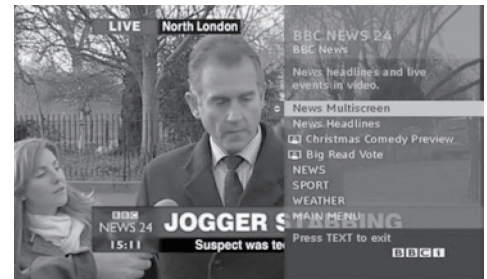 LIVE North London
BBC NEWS 24
BBC News
News headlines and live
events in video.
News Multiscreen
News Headlines
Christmas Comedy Preview
Big Read Vote
NEWS
SPORT
WEATHER
MAIN MENU
Press TEXT to exit
BBC 1
BBC
NEWS 24
15:11
JOGGER STABBING
Suspect was